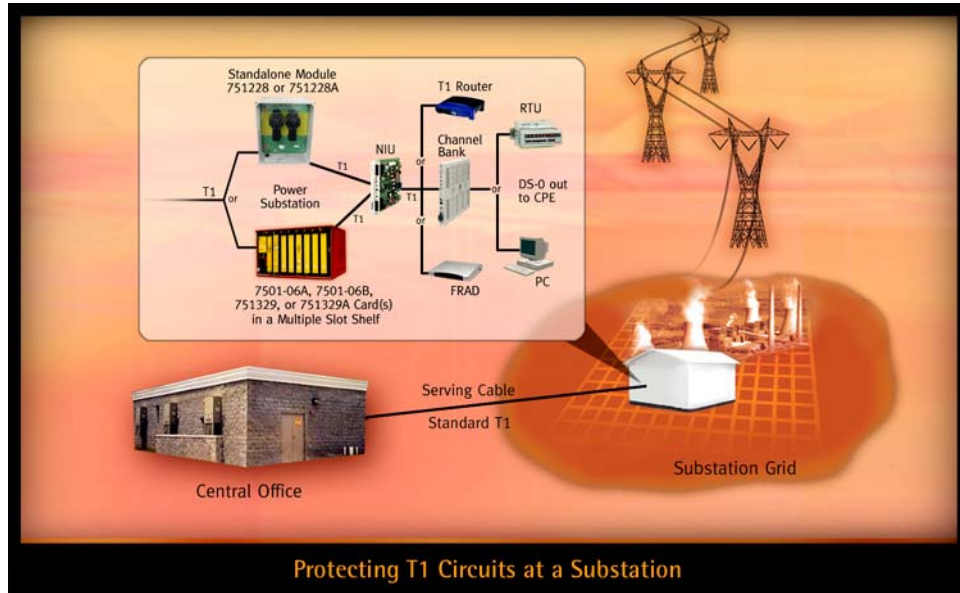 Standalone Module
751228 or 751228A
T1
or
Power
Substation
T1
T1
7501-06A, 7501-06B,
751329, or 751329A Card(s)
in a Multiple Slot Shelf
NIU
T1
T1 Router
or
Channel
Bank
or
FRAD
RTU
or
DS-0 out
to CPE
PC
Serving Cable
Standard T1
Central Office
Substation Grid
Protecting T1 Circuits at a Substation